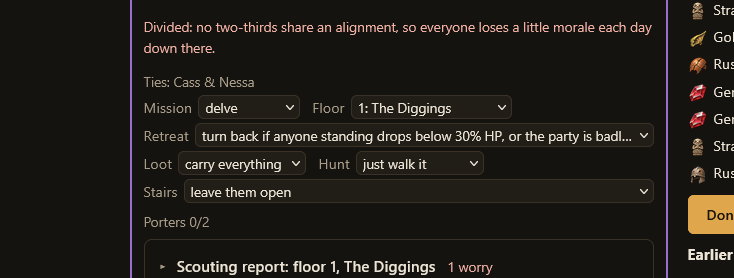 Divided: no two-thirds share an alignment, so everyone loses a little morale each day
down there.
Ties: Cass & Nessa
Mission delve Floor 1: The Diggings
Retreat turn back if anyone standing drops below 30% HP, or the party is badl...
Loot carry everything Hunt just walk it
Stairs leave them open
Porters 0/2
Scouting report: floor 1, The Diggings 1 worry
Stra
Gol
Rus
Ger
Ger
Stra
Rus
Don
Earlier